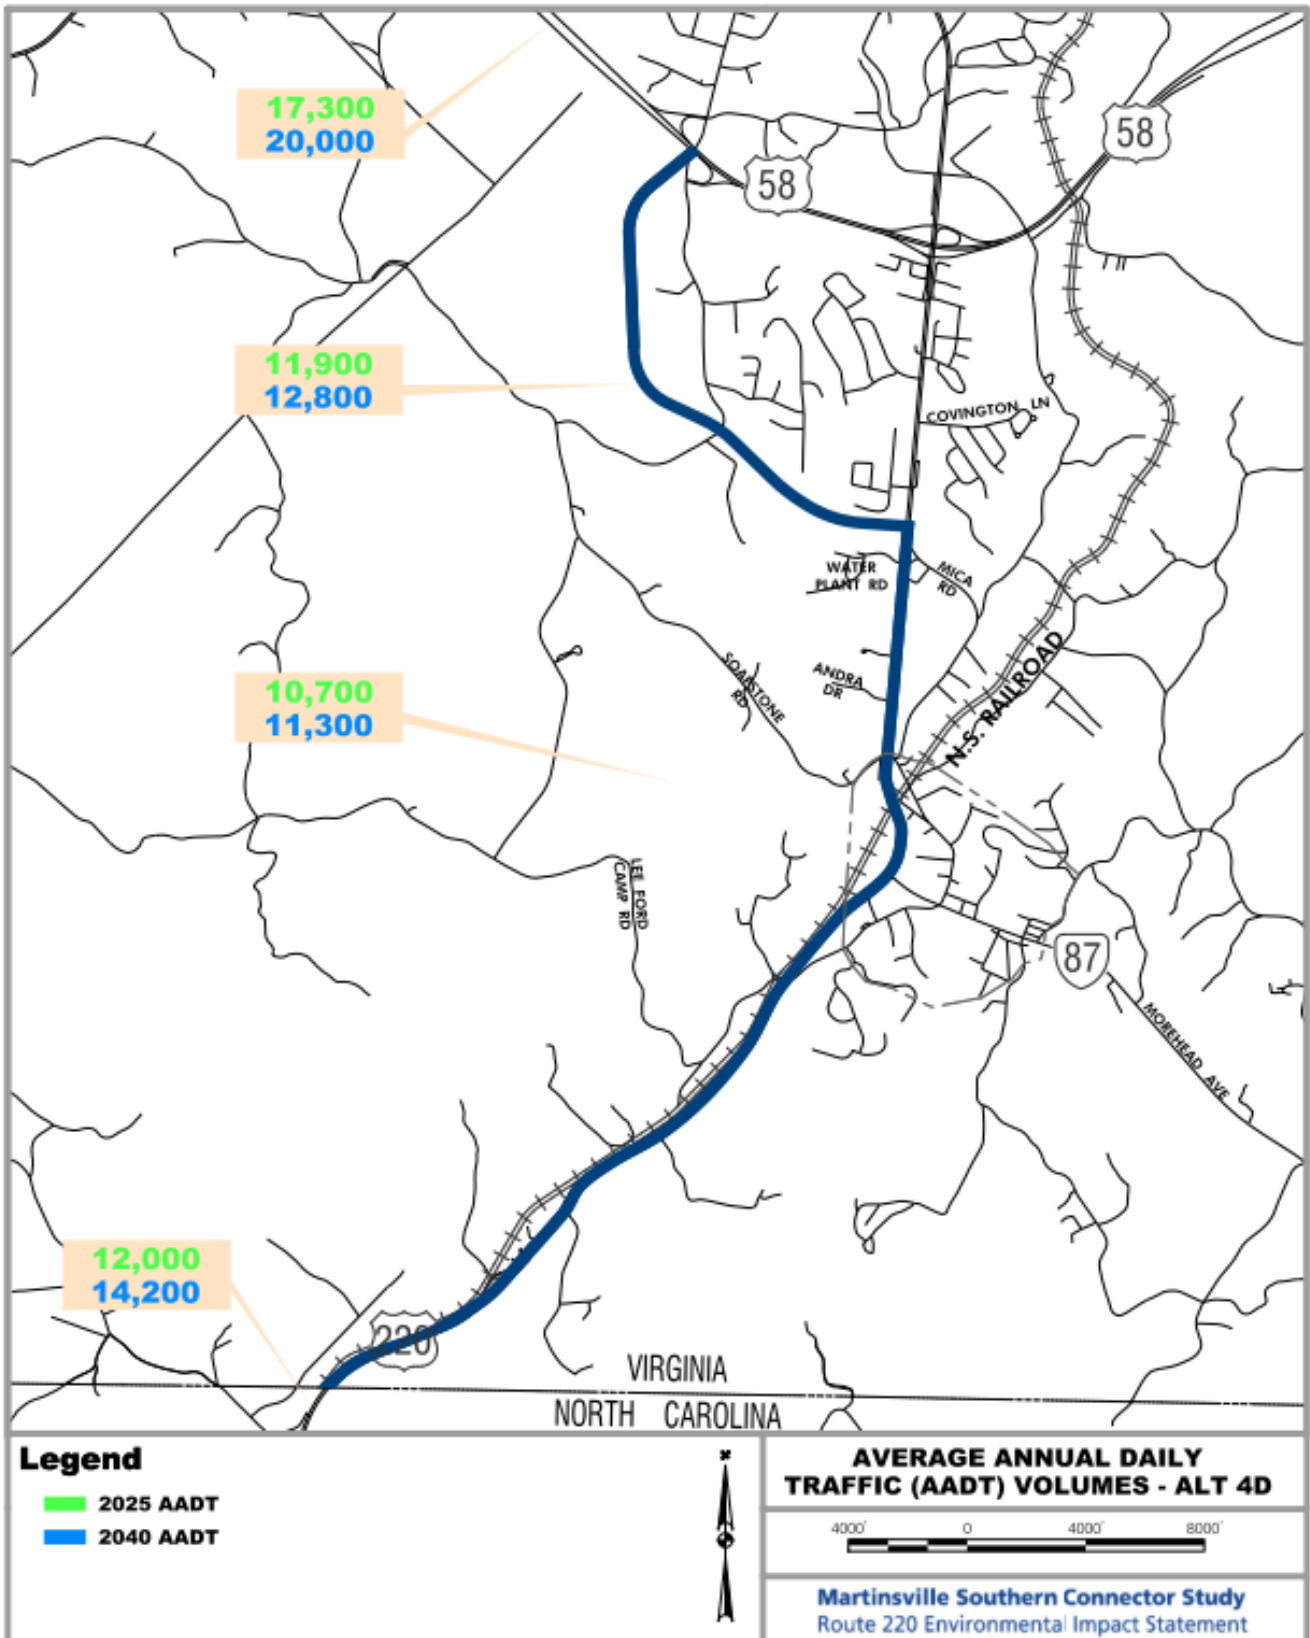 17,300
20,000
58
58
11,900
12,800
COVINGTON LN
WATER
PLANT RD
MICA
RD
SOAPSTONE
RD
ANDRA
DR
N.S. RAILROAD
10,700
11,300
LEE FORD
CAMP RD
87
MOREHEAD AVE
12,000
14,200
220
VIRGINIA
NORTH CAROLINA
Legend
2025 AADT
2040 AADT
AVERAGE ANNUAL DAILY
TRAFFIC (AADT) VOLUMES - ALT 4D
4000' 0 4000' 8000'
Martinsville Southern Connector Study
Route 220 Environmental Impact Statement